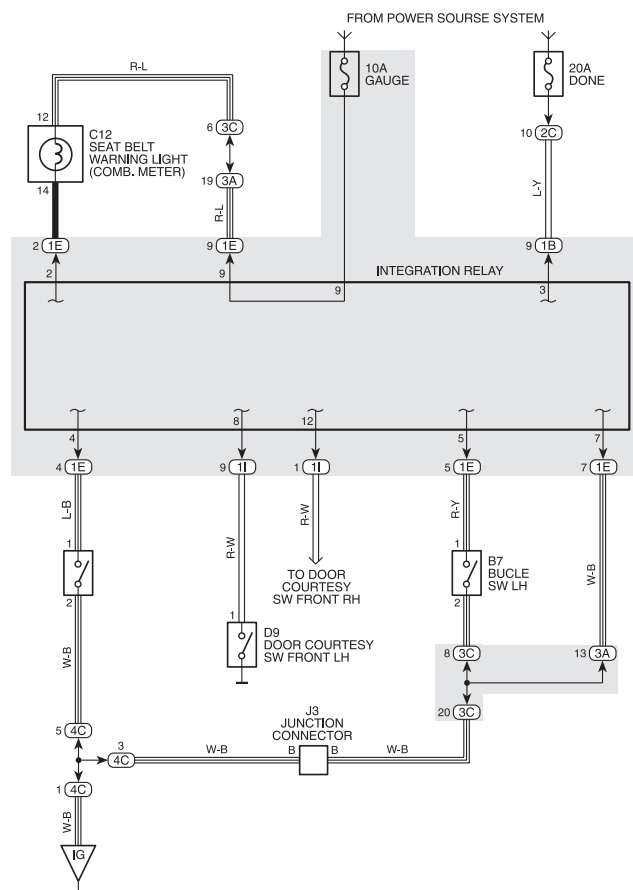 FROM POWER SOURSE SYSTEM
R-L
10A
GAUGE
20A
DONE
12
C12
SEAT BELT
WARNING LIGHT
(COMB. METER)
6 3C
10 2C
14
19 3A
L-Y
R-L
2 1E
9 1E
9 1B
INTEGRATION RELAY
2
9
9
3
4
8
12
5
7
4 1E
9 1I
1 1I
5 1E
7 1E
L-B
R-W
R-W
R-Y
W-B
1
2
TO DOOR
COURTESY
SW FRONT RH
1
B7
BUCLE
SW LH
2
1
D9
DOOR COURTESY
SW FRONT LH
W-B
8 3C
13 3A
20 3C
J3
JUNCTION
CONNECTOR
5 4C
3
4C
W-B
B
B
W-B
1 4C
W-B
IG